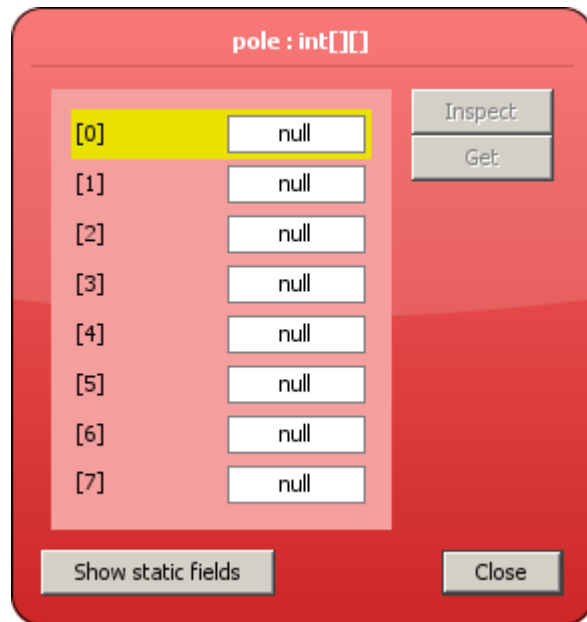 pole : int[][]
[0] null
[1] null
[2] null
[3] null
[4] null
[5] null
[6] null
[7] null
Inspect
Get
Show static fields
Close